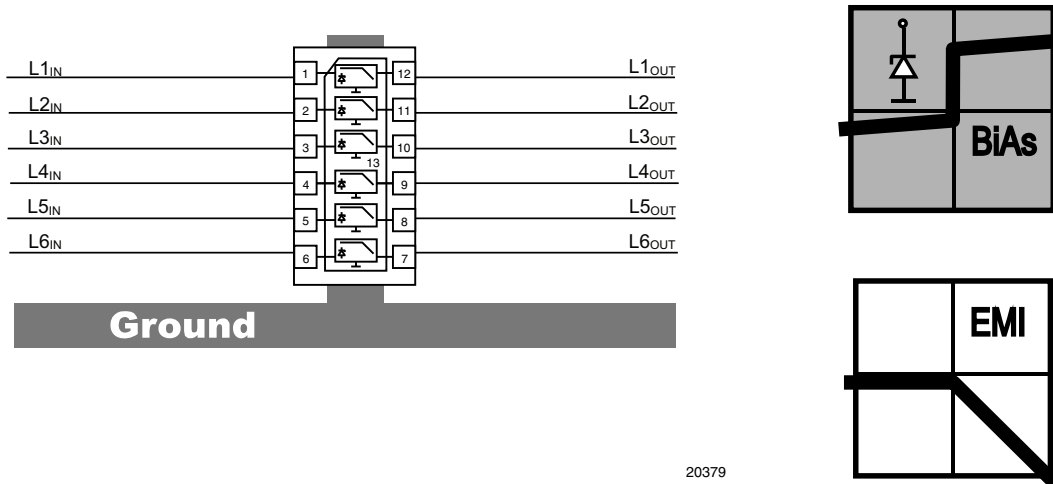 L1IN 1 12 L1OUT
L2IN 2 11 L2OUT
L3IN 3 10 L3OUT
13
L4IN 4 9 L4OUT
L5IN 5 8 L5OUT
L6IN 6 7 L6OUT
Ground
20379
BiAs
EMI